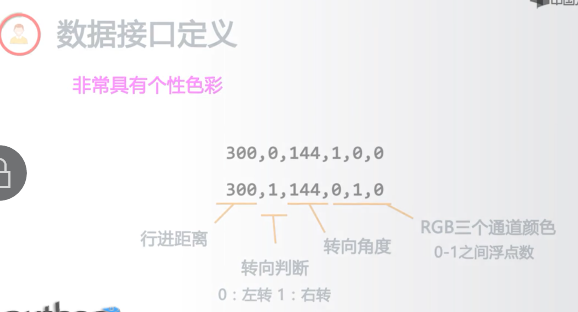 数据接口定义
非常具有个性色彩
300,0,144,1,0,0
300,1,144,0,1,0
行进距离
转向判断
0：左转 1：右转
转向角度
RGB三个通道颜色
0-1之间浮点数